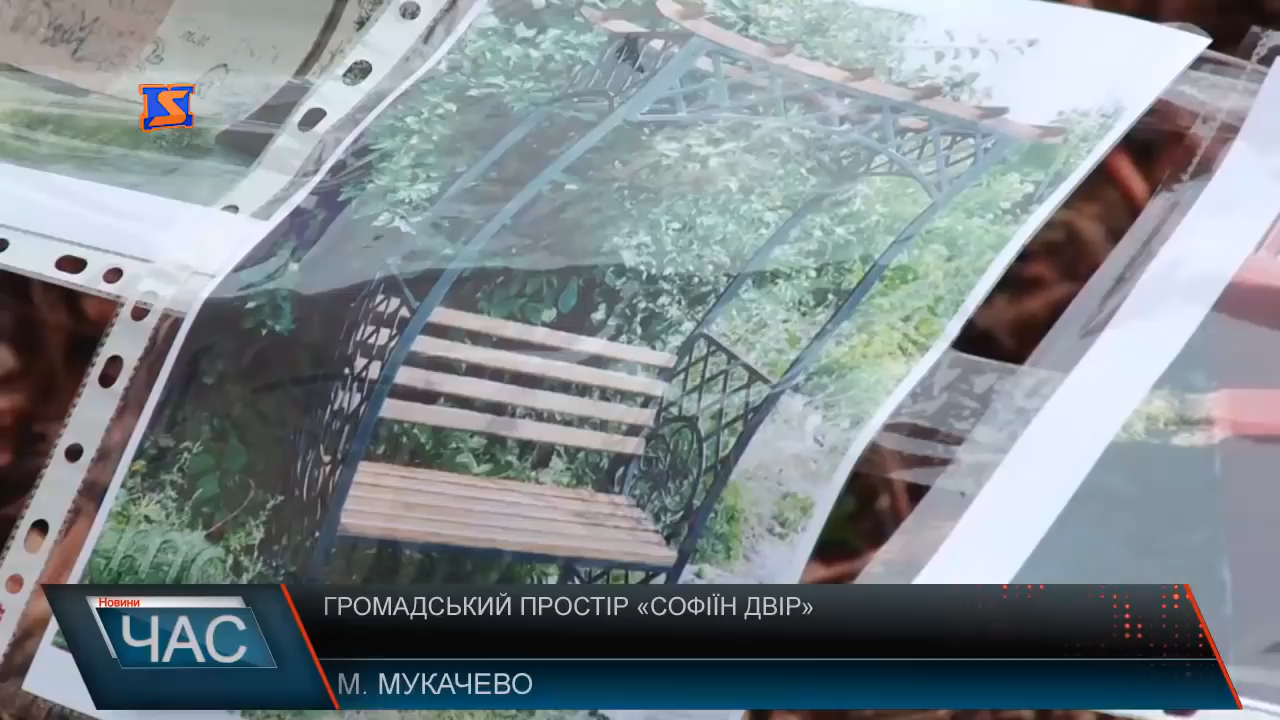 Новини
ЧАС
ГРОМАДСЬКИЙ ПРОСТІР «СОФІЇН ДВІР»
М. МУКАЧЕВО